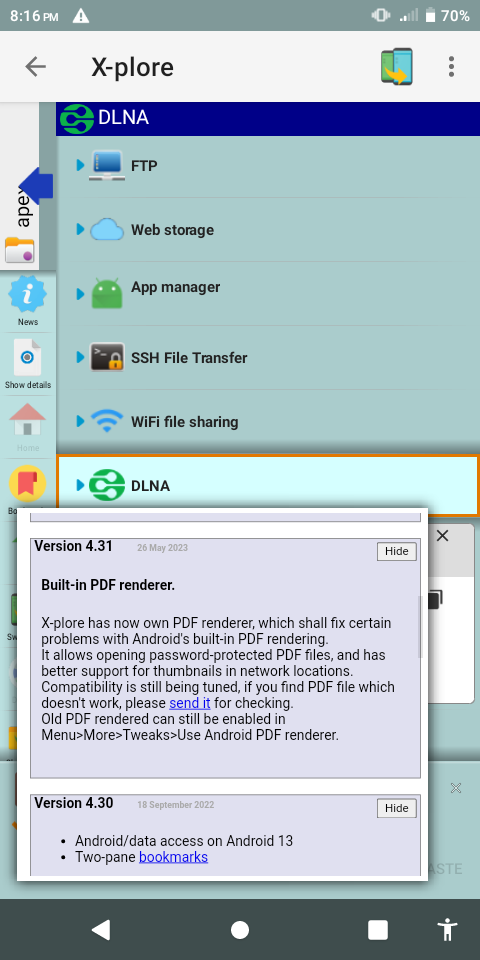 8:16 PM
70%
X-plore
DLNA
apex
FTP
Web storage
App manager
SSH File Transfer
WiFi file sharing
DLNA
News
Show details
Home
Version 4.31 26 May 2023
Hide
Built-in PDF renderer.
X-plore has now own PDF renderer, which shall fix certain
problems with Android's built-in PDF rendering.
It allows opening password-protected PDF files, and has
better support for thumbnails in network locations.
Compatibility is still being tuned, if you find PDF file which
doesn't work, please send it for checking.
Old PDF rendered can still be enabled in
Menu>More>Tweaks>Use Android PDF renderer.
Version 4.30 18 September 2022
Hide
• Android/data access on Android 13
• Two-pane bookmarks